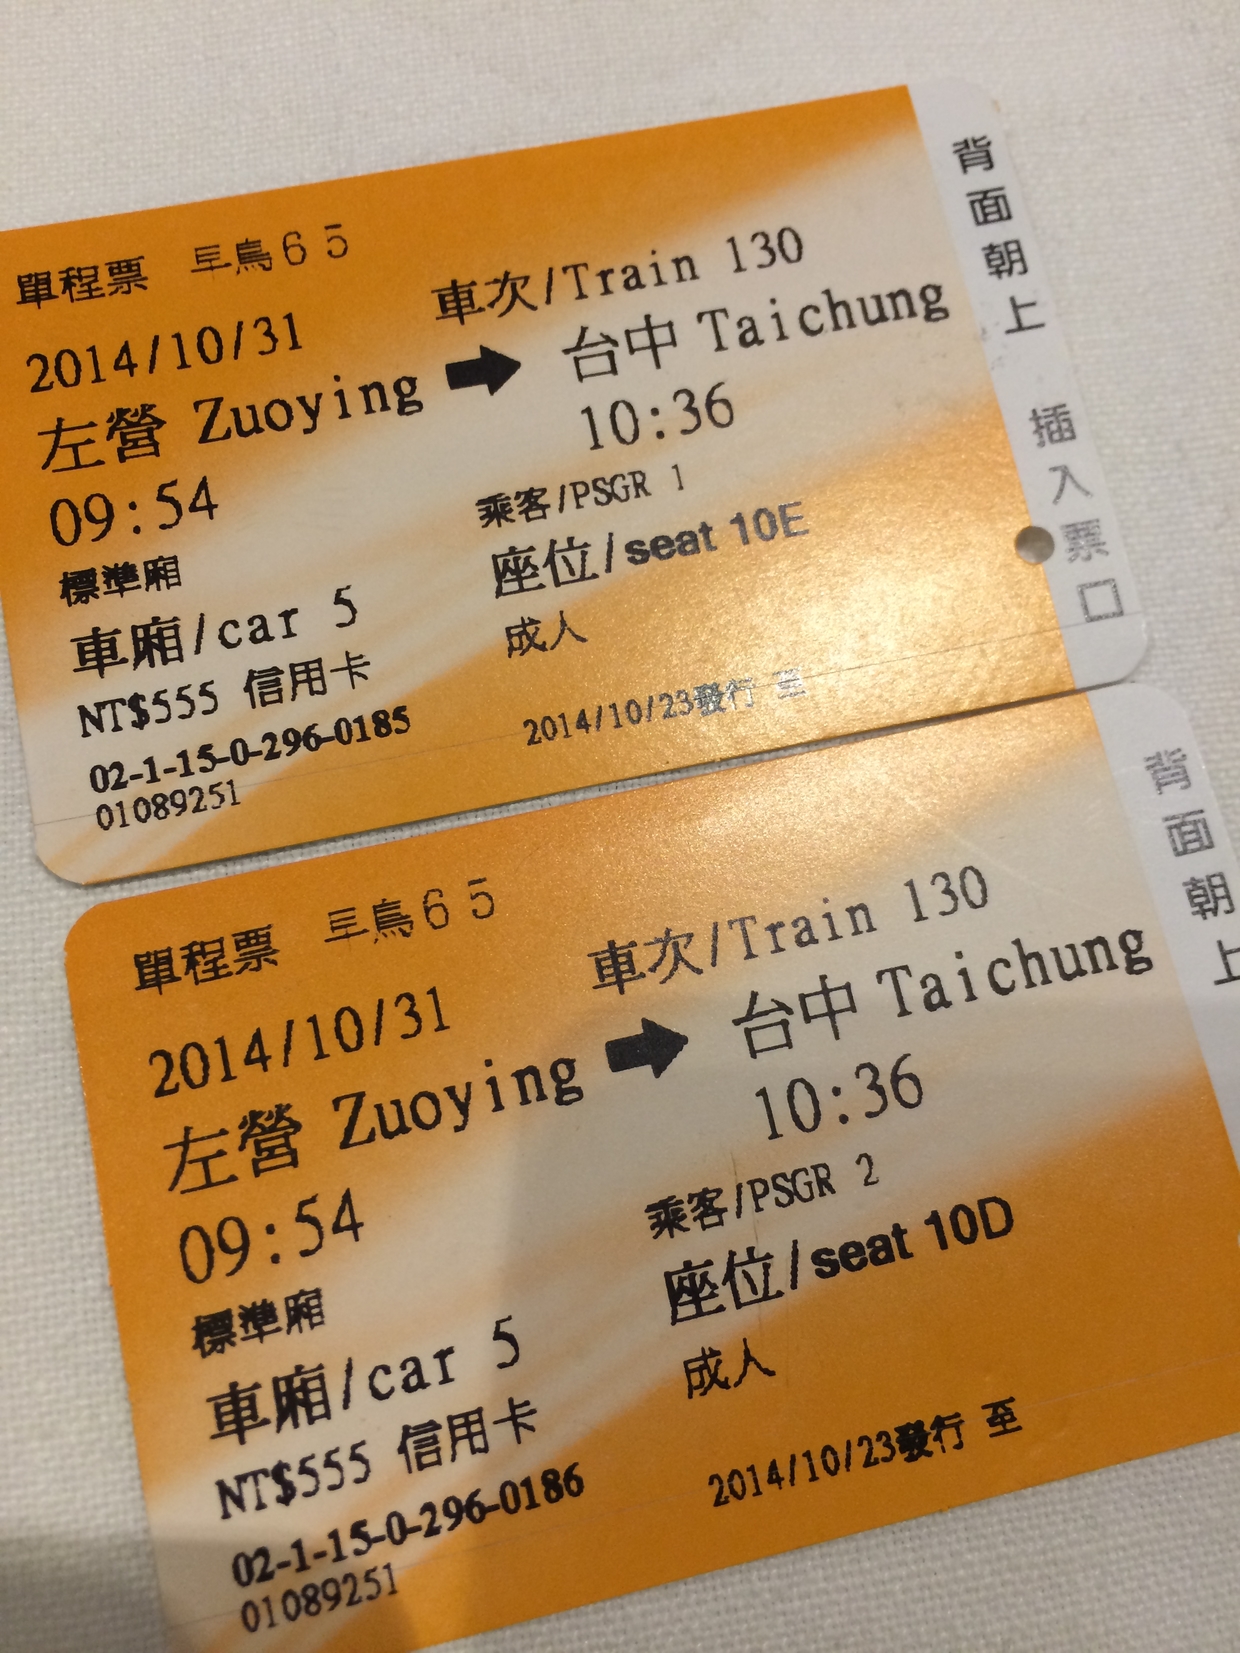 單程票 早鳥65
2014/10/31 車次/Train 130
左營 Zuoying → 台中 Taichung
09:54 10:36
標準廂 乘客/PSGR 1
車廂/car 5 座位/seat 10E
NT$555 信用卡 成人
02-1-15-0-296-0185 2014/10/23發行 至
01089251
背面朝上 插入票口
單程票 早鳥65
2014/10/31 車次/Train 130
左營 Zuoying → 台中 Taichung
09:54 10:36
標準廂 乘客/PSGR 2
車廂/car 5 座位/seat 10D
NT$555 信用卡 成人
02-1-15-0-296-0186 2014/10/23發行 至
01089251
背面朝上